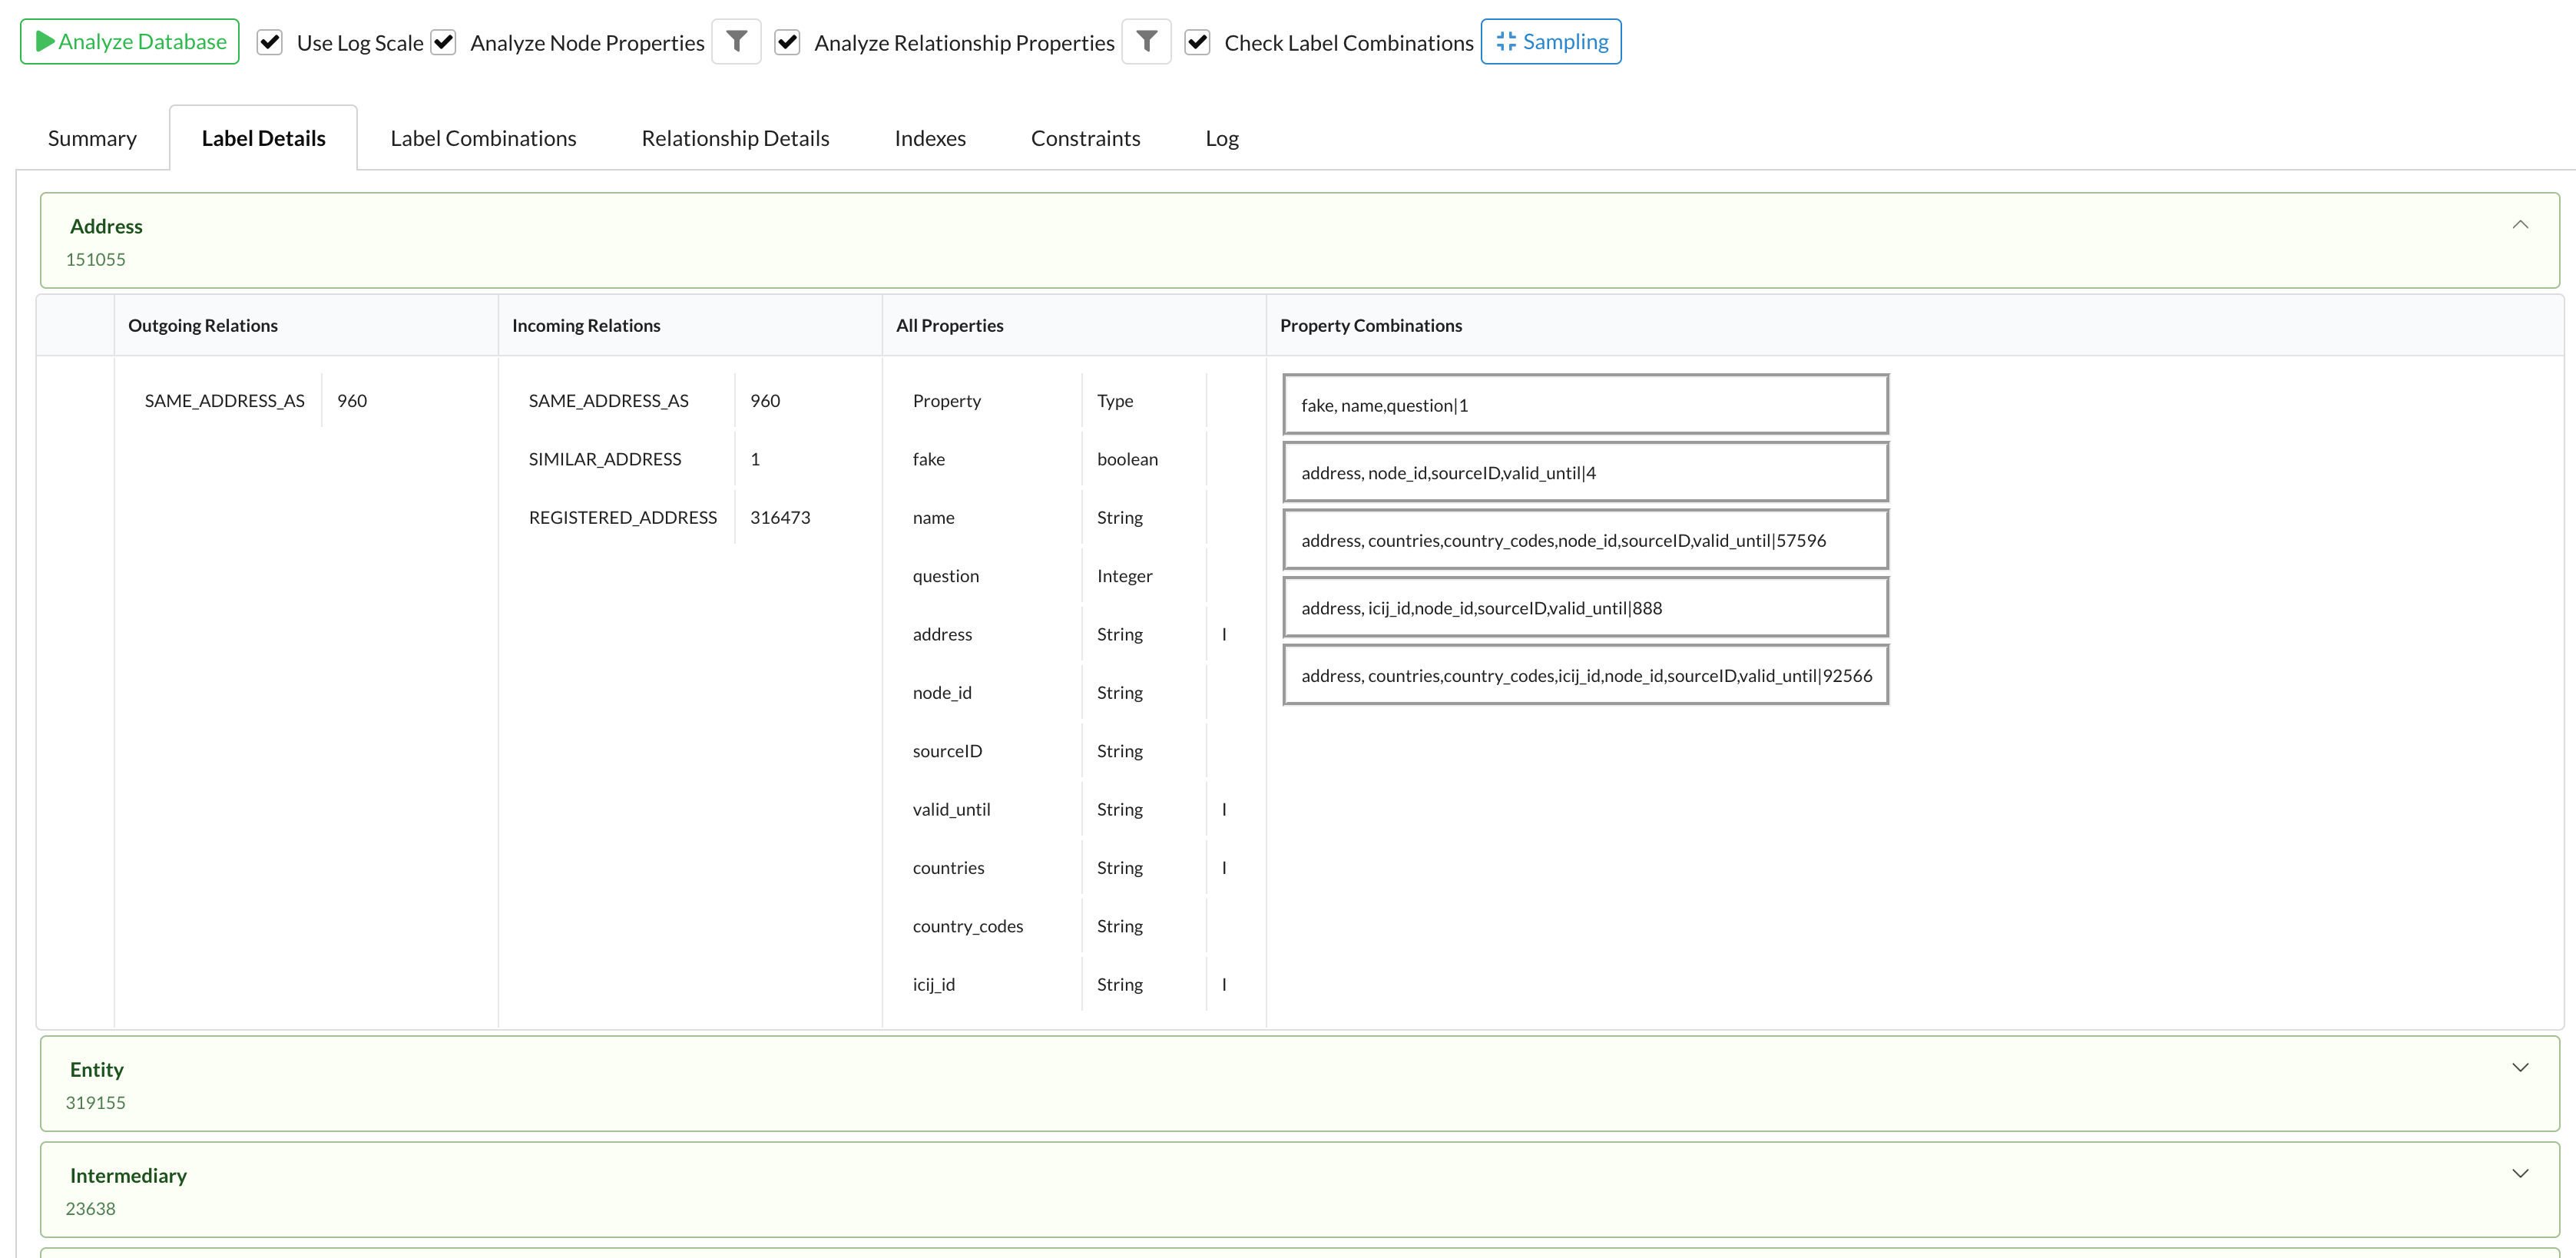 Analyze Database Use Log Scale Analyze Node Properties Analyze Relationship Properties Check Label Combinations Sampling
Summary Label Details Label Combinations Relationship Details Indexes Constraints Log
Address
151055
Outgoing Relations Incoming Relations All Properties Property Combinations
SAME_ADDRESS_AS 960
SAME_ADDRESS_AS 960
SIMILAR_ADDRESS 1
REGISTERED_ADDRESS 316473
Property Type
fake boolean
name String
question Integer
address String I
node_id String
sourceID String
valid_until String I
countries String I
country_codes String
icij_id String I
fake, name,question|1
address, node_id,sourceID,valid_until|4
address, countries,country_codes,node_id,sourceID,valid_until|57596
address, icij_id,node_id,sourceID,valid_until|888
address, countries,country_codes,icij_id,node_id,sourceID,valid_until|92566
Entity
319155
Intermediary
23638